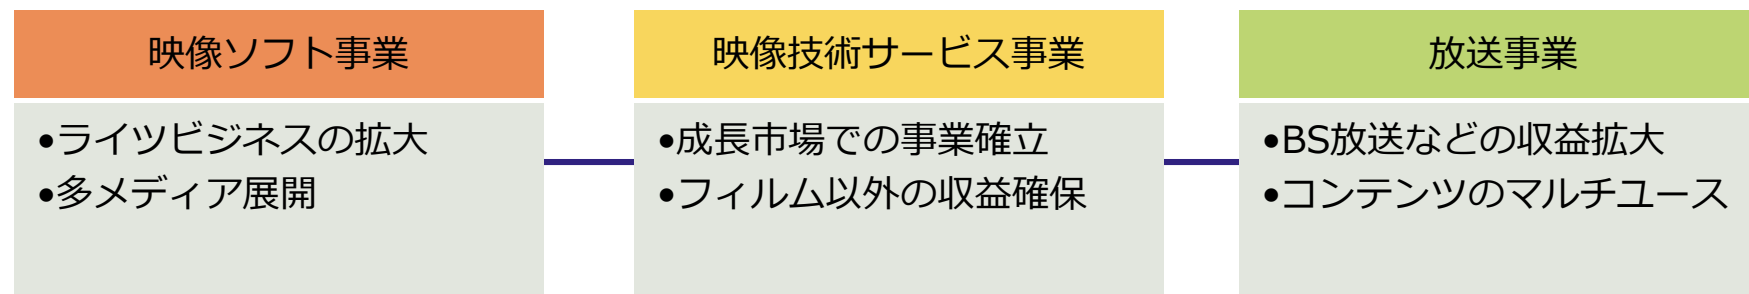 映像ソフト事業
•ライツビジネスの拡大
•多メディア展開
映像技術サービス事業
•成長市場での事業確立
•フィルム以外の収益確保
放送事業
•BS放送などの収益拡大
•コンテンツのマルチユース